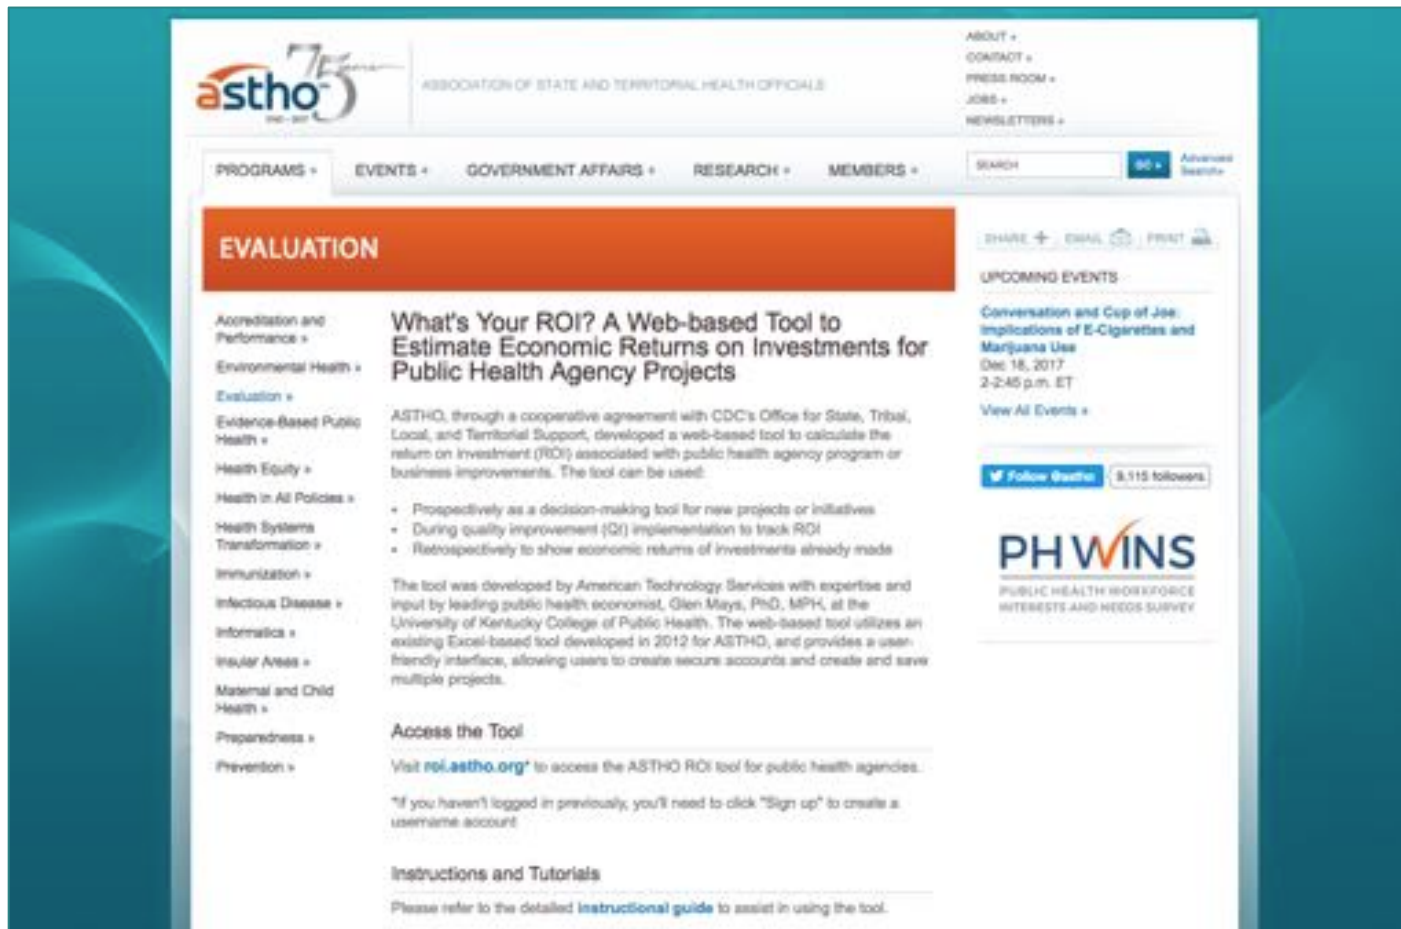 astho
75
years
ASSOCIATION OF STATE AND TERRITORIAL HEALTH OFFICIALS
ABOUT »
CONTACT »
PRESS ROOM »
JOBS »
NEWSLETTERS »
PROGRAMS »
EVENTS »
GOVERNMENT AFFAIRS »
RESEARCH »
MEMBERS »
SEARCH
GO »
Advanced
Search»
EVALUATION
Accreditation and
Performance »
Environmental Health »
Evaluation »
Evidence-Based Public
Health »
Health Equity »
Health in All Policies »
Health Systems
Transformation »
Immunization »
Infectious Disease »
Informatics »
Insular Areas »
Maternal and Child
Health »
Preparedness »
Prevention »
What's Your ROI? A Web-based Tool to
Estimate Economic Returns on Investments for
Public Health Agency Projects
ASTHO, through a cooperative agreement with CDC's Office for State, Tribal,
Local, and Territorial Support, developed a web-based tool to calculate the
return on investment (ROI) associated with public health agency program or
business improvements. The tool can be used:
• Prospectively as a decision-making tool for new projects or initiatives
• During quality improvement (QI) implementation to track ROI
• Retrospectively to show economic returns of investments already made
The tool was developed by American Technology Services with expertise and
input by leading public health economist, Glen Mays, PhD, MPH, at the
University of Kentucky College of Public Health. The web-based tool utilizes an
existing Excel-based tool developed in 2012 for ASTHO, and provides a user-
friendly interface, allowing users to create secure accounts and create and save
multiple projects.
Access the Tool
Visit roi.astho.org* to access the ASTHO ROI tool for public health agencies.
*If you haven't logged in previously, you'll need to click "Sign up" to create a
username account
Instructions and Tutorials
Please refer to the detailed instructional guide to assist in using the tool.
SHARE
EMAIL
PRINT
UPCOMING EVENTS
Conversation and Cup of Joe:
Implications of E-Cigarettes and
Marijuana Use
Dec 18, 2017
2-2:45 p.m. ET
View All Events »
Follow @astho
9,115 followers
PH WINS
PUBLIC HEALTH WORKFORCE
INTERESTS AND NEEDS SURVEY